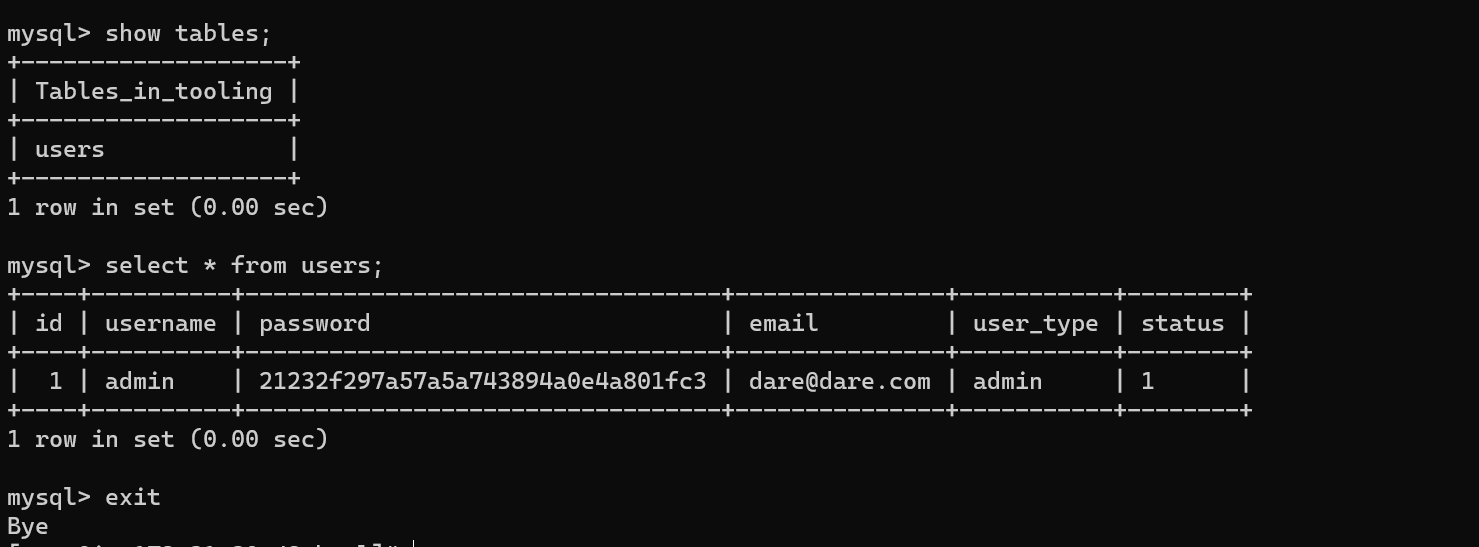 mysql> show tables;
+-------------------+
| Tables_in_tooling |
+-------------------+
| users             |
+-------------------+
1 row in set (0.00 sec)
mysql> select * from users;
+----+----------+----------------------------------+---------------+-----------+--------+
| id | username | password                         | email         | user_type | status |
+----+----------+----------------------------------+---------------+-----------+--------+
|  1 | admin    | 21232f297a57a5a743894a0e4a801fc3 | dare@dare.com | admin     | 1      |
+----+----------+----------------------------------+---------------+-----------+--------+
1 row in set (0.00 sec)
mysql> exit
Bye